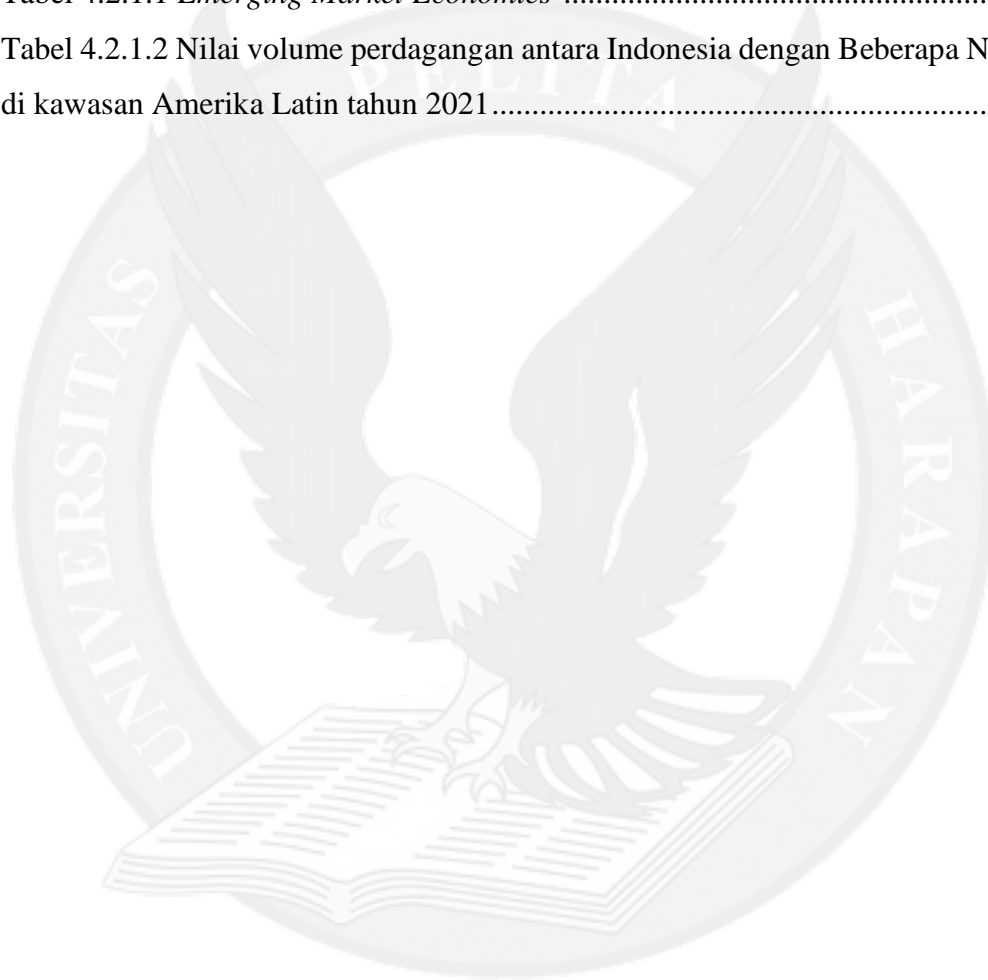 Tabel 4.2.1.1 Emerging Market Economies ........................................................
Tabel 4.2.1.2 Nilai volume perdagangan antara Indonesia dengan Beberapa N
di kawasan Amerika Latin tahun 2021................................................................
UNIVERSITAS PELITA HARAPAN